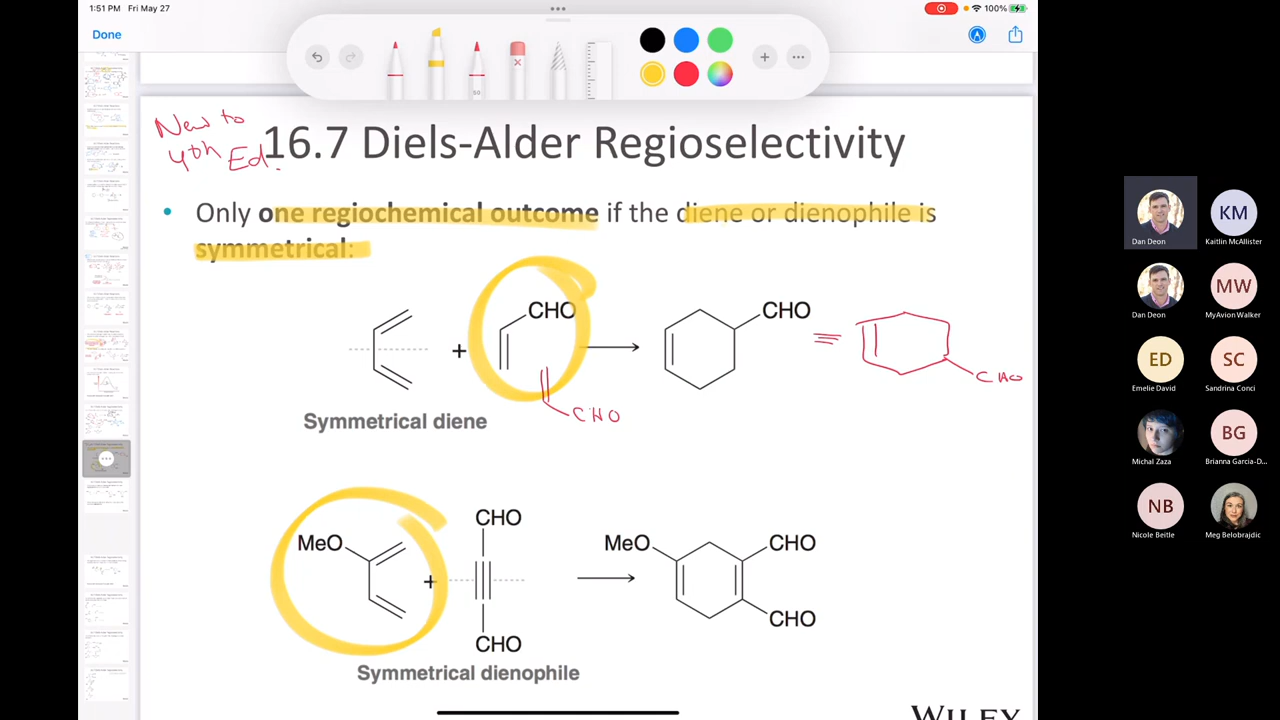 1:51 PM Fri May 27
100%
Done
New to
4th Ed.
16.7 Diels-Alder Regioselectivity
• Only one regiochemical outcome if the diene or dienophile is
symmetrical:
CHO
+
CHO
CHO
CHO
Symmetrical diene
MeO
+
CHO
CHO
MeO
CHO
CHO
Symmetrical dienophile
WILEY
Dan Deon
KM
Kaitlin McAllister
Dan Deon
MW
MyAvion Walker
ED
Emelie David
SC
Sandrina Conci
Michal Zaza
BG
Brianna Garcia-D...
NB
Nicole Beitle
Meg Belobrajdic